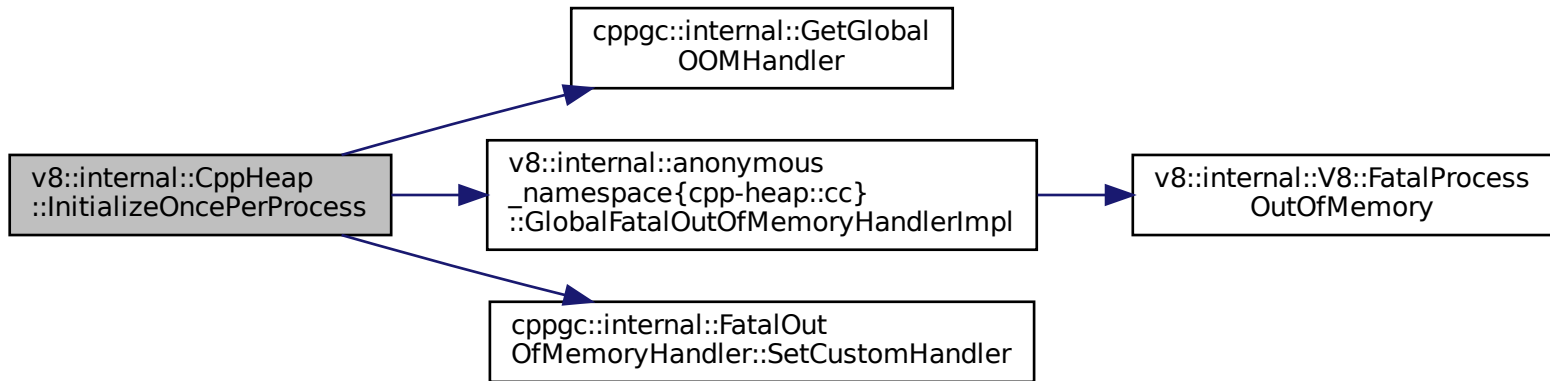 v8::internal::CppHeap
::InitializeOncePerProcess
cppgc::internal::GetGlobal
OOMHandler
v8::internal::anonymous
_namespace{cpp-heap::cc}
::GlobalFatalOutOfMemoryHandlerImpl
v8::internal::V8::FatalProcess
OutOfMemory
cppgc::internal::FatalOut
OfMemoryHandler::SetCustomHandler